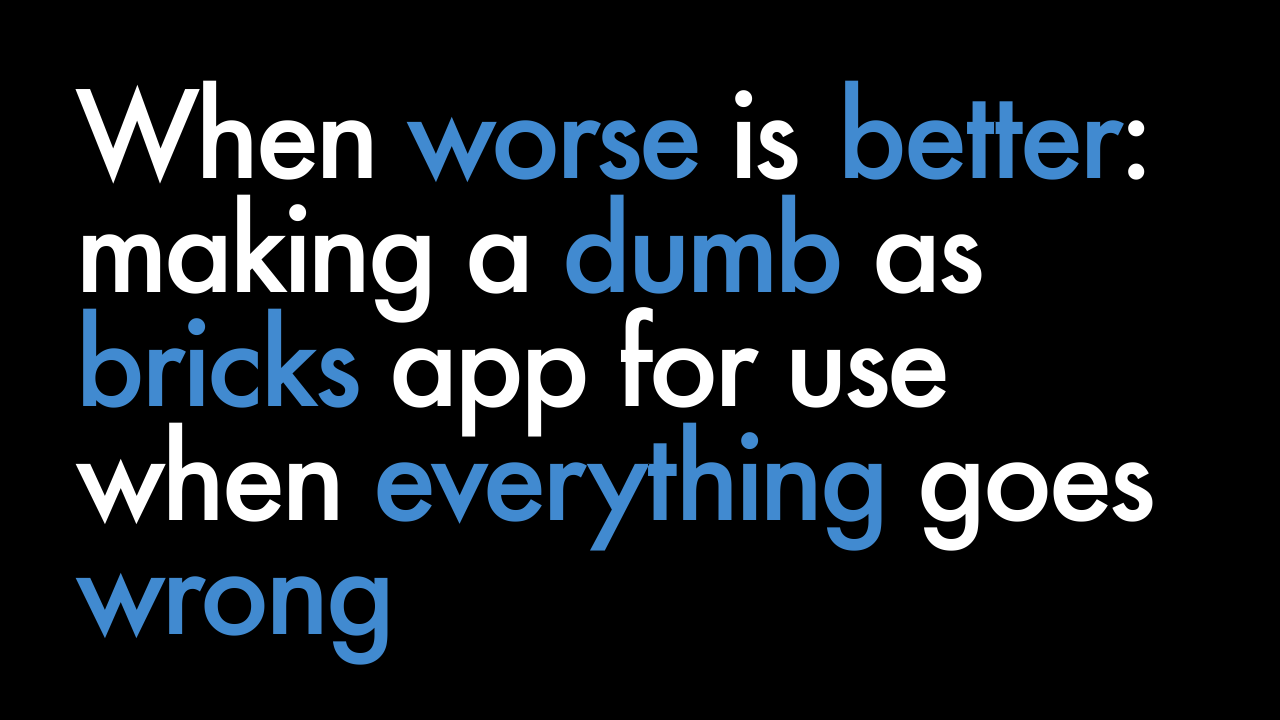 When worse is better:
making a dumb as
bricks app for use
when everything goes
wrong